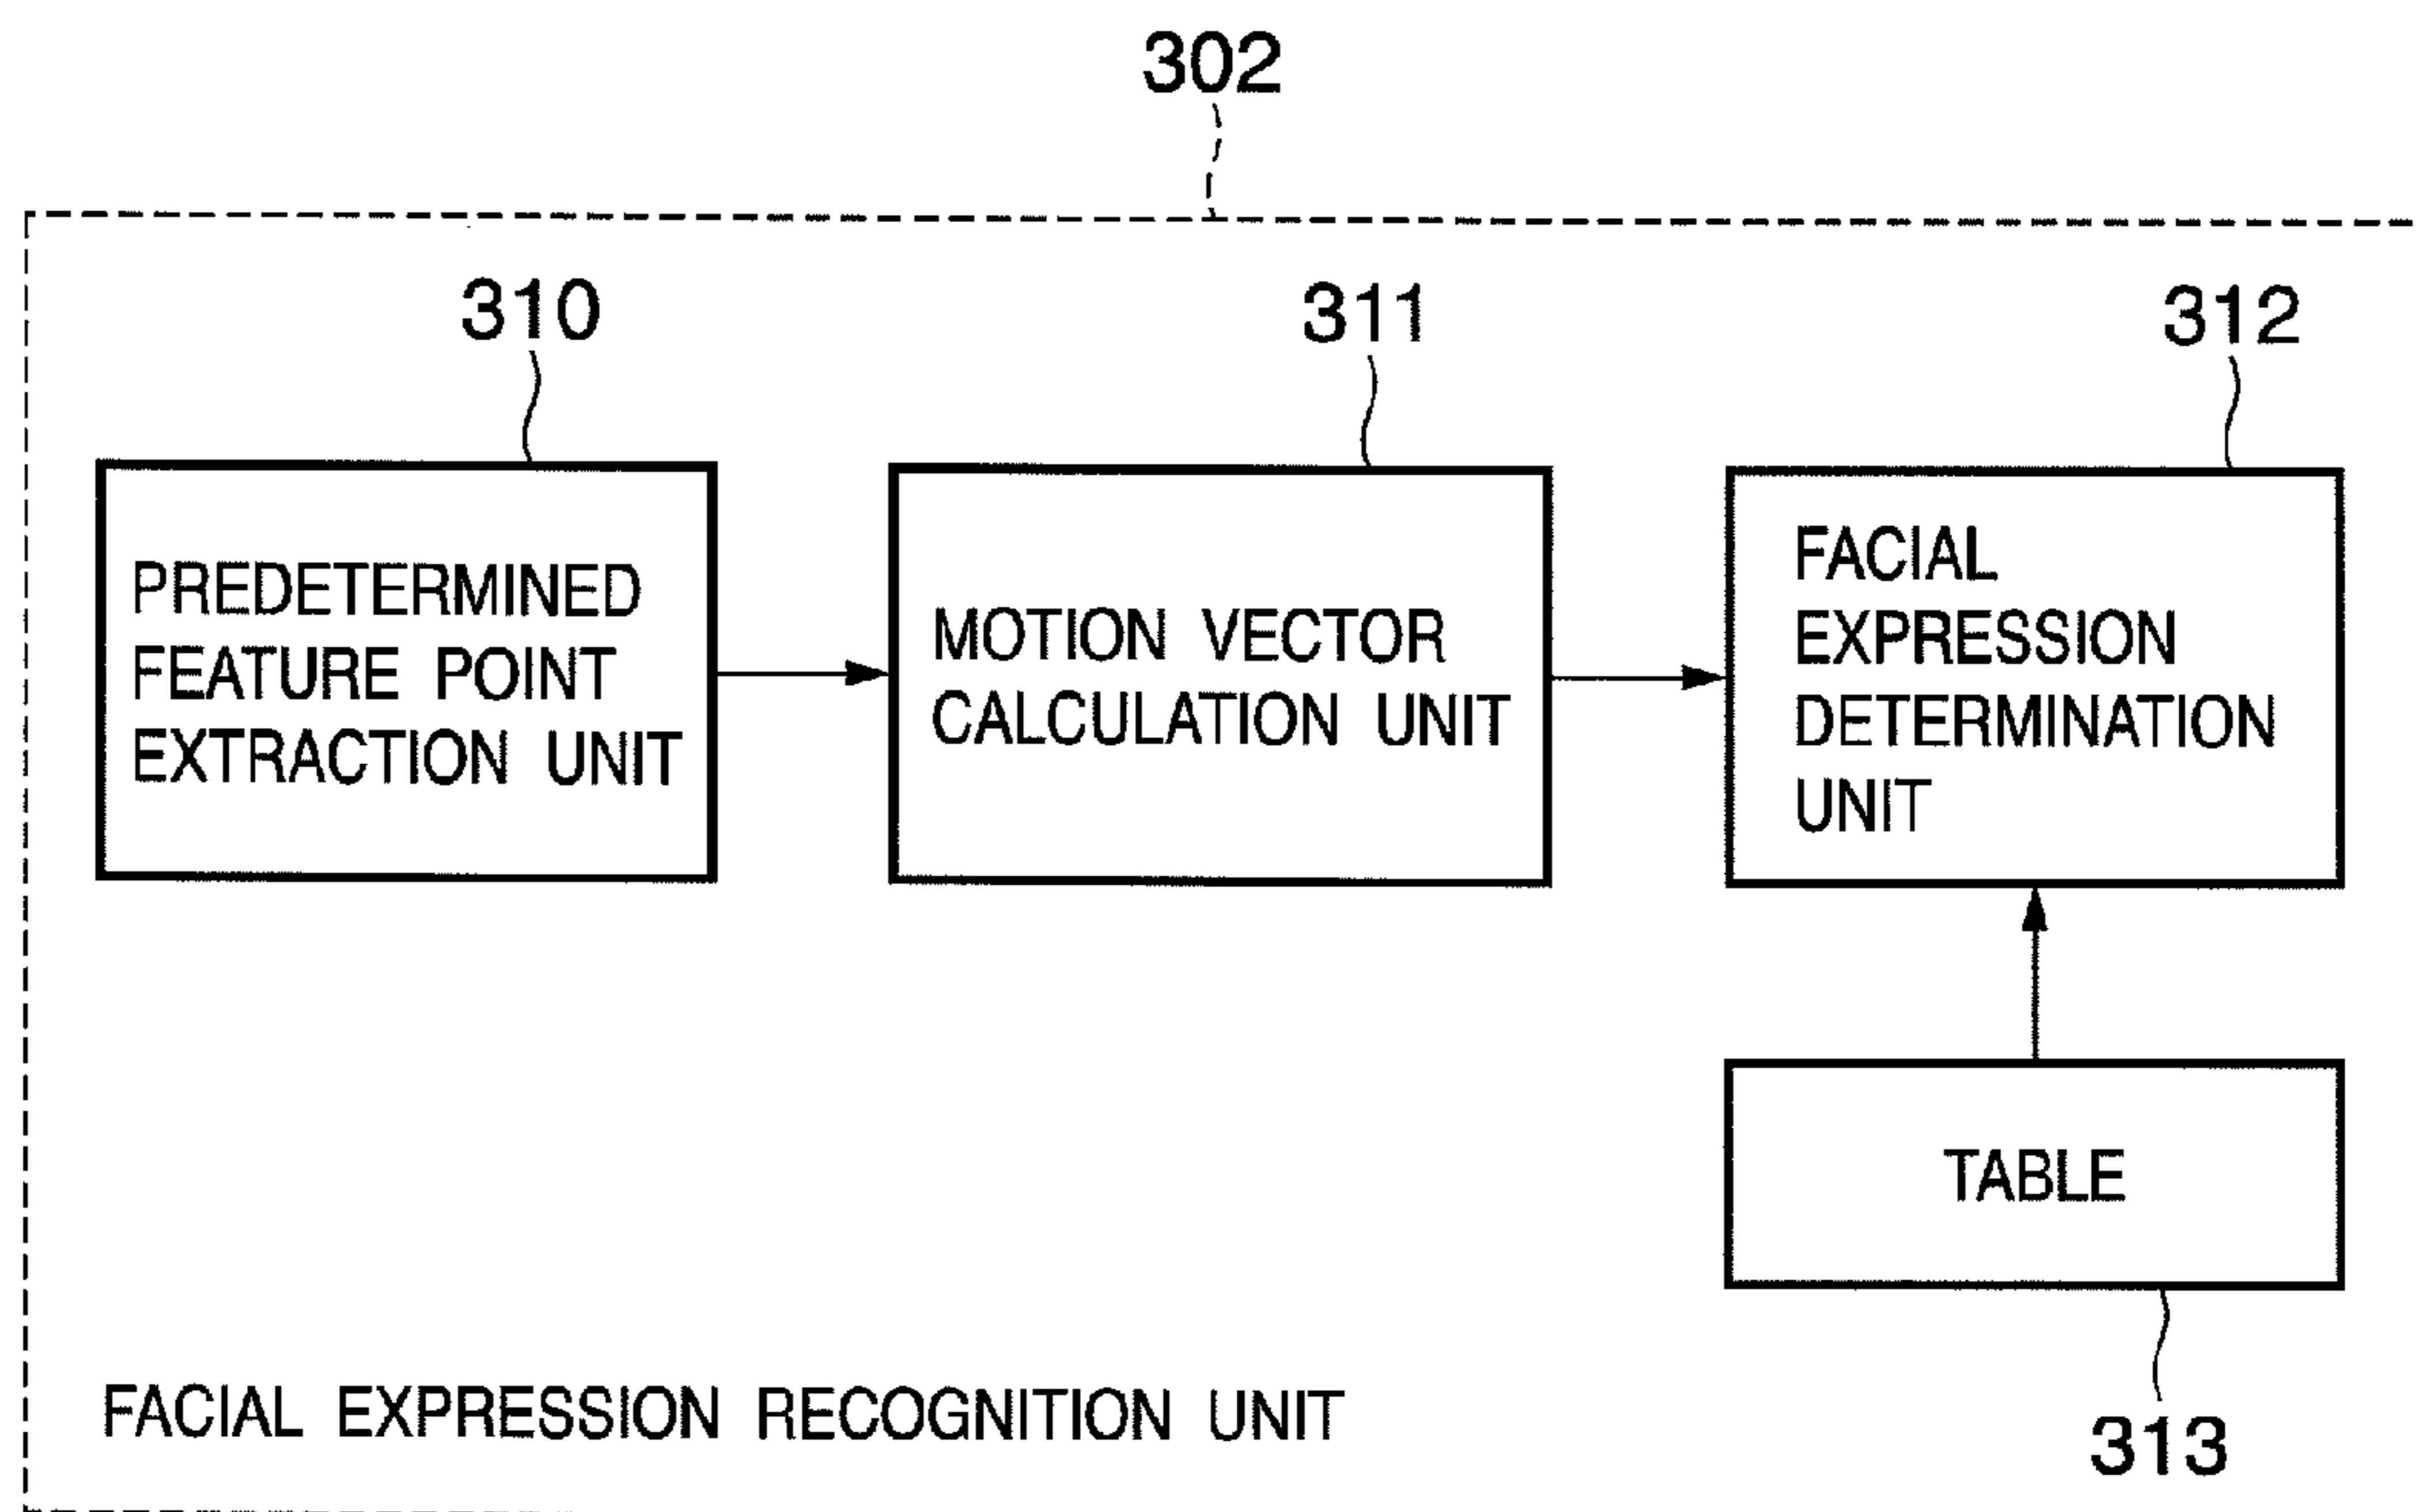 302
310
311
312
PREDETERMINED
FEATURE POINT
EXTRACTION UNIT
MOTION VECTOR
CALCULATION UNIT
FACIAL
EXPRESSION
DETERMINATION
UNIT
TABLE
FACIAL EXPRESSION RECOGNITION UNIT
313